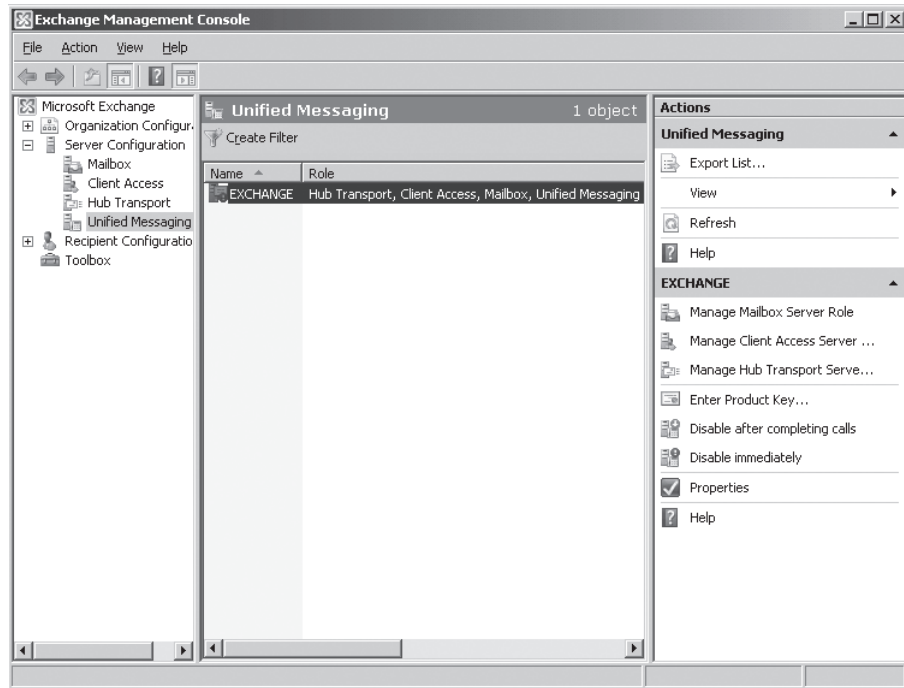 Exchange Management Console
File Action View Help
Microsoft Exchange
Organization Configur
Server Configuration
Mailbox
Client Access
Hub Transport
Unified Messaging
Recipient Configuratio
Toolbox
Unified Messaging 1 object
Create Filter
Name Role
EXCHANGE Hub Transport, Client Access, Mailbox, Unified Messaging
Actions
Unified Messaging
Export List...
View
Refresh
Help
EXCHANGE
Manage Mailbox Server Role
Manage Client Access Server ...
Manage Hub Transport Serve...
Enter Product Key...
Disable after completing calls
Disable immediately
Properties
Help